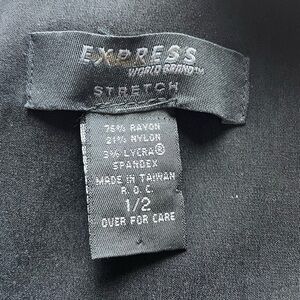 EXPRESS
WORLD BRAND™
STRETCH
76% RAYON
21% NYLON
3% LYCRA®
SPANDEX
MADE IN TAIWAN
R.O.C.
1/2
OVER FOR CARE